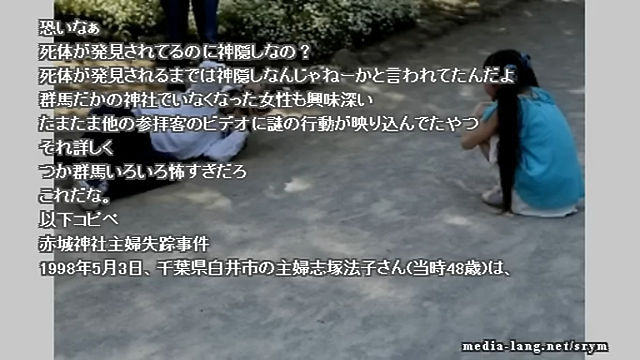 恐いなぁ
死体が発見されてるのに神隠しなの？
死体が発見されるまでは神隠しなんじゃねーかと言われてたんだよ
群馬だかの神社でいなくなった女性も興味深い
たまたま他の参拝客のビデオに謎の行動が映り込んでたやつ
それ詳しく
つか群馬いろいろ怖すぎだろ
これだな。
以下コピペ
赤城神社主婦失踪事件
1998年5月3日、千葉県白井市の主婦志塚法子さん(当時48歳)は、
media-lang.net/srym